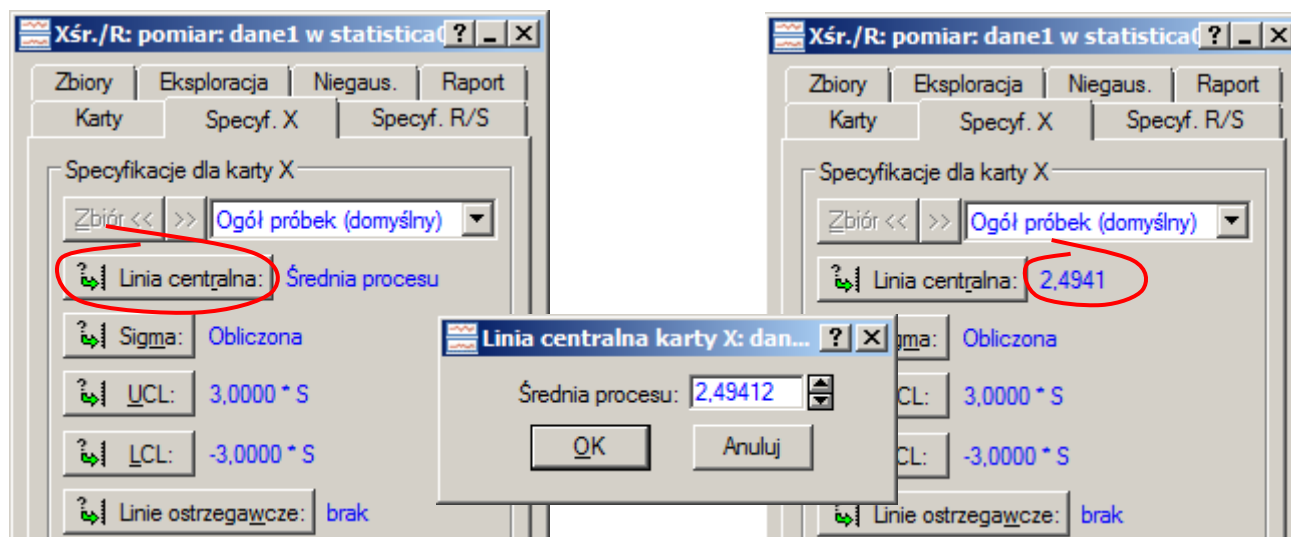 Xśr./R: pomiar: dane1 w statistica
Zbiory Eksploracja Niegaus. Raport
Karty Specyf. X Specyf. R/S
Specyfikacje dla karty X
Zbiór << >> Ogół próbek (domyślny)
Linia centralna: Średnia procesu
Sigma: Obliczona
UCL: 3,0000 * S
LCL: -3,0000 * S
Linie ostrzegawcze: brak
Linia centralna karty X: dan...
Średnia procesu: 2,49412
OK Anuluj
Xśr./R: pomiar: dane1 w statistica
Zbiory Eksploracja Niegaus. Raport
Karty Specyf. X Specyf. R/S
Specyfikacje dla karty X
Zbiór << >> Ogół próbek (domyślny)
Linia centralna: 2,4941
gma: Obliczona
CL: 3,0000 * S
CL: -3,0000 * S
Linie ostrzegawcze: brak